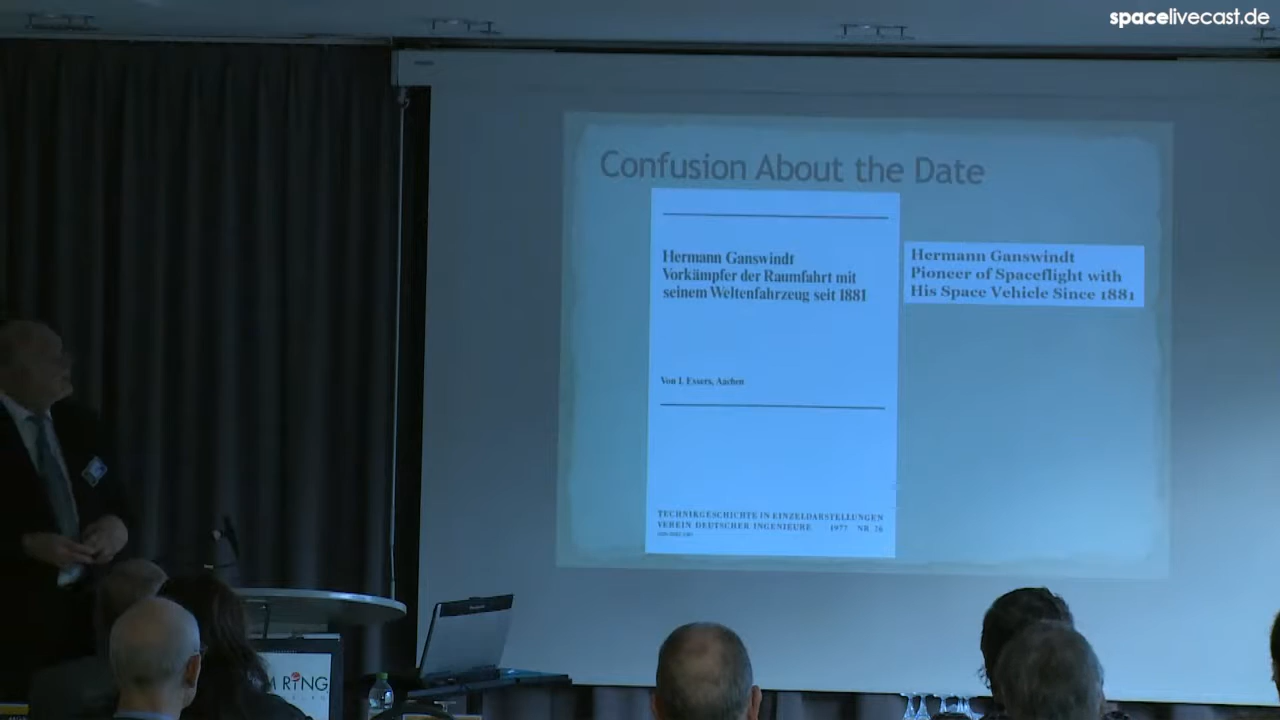 spacelivecast.de
Confusion About the Date
Hermann Ganswindt
Vorkämpfer der Raumfahrt mit
seinem Weltenfahrzeug seit 1881
Von I. Essers, Aachen
TECHNIKGESCHICHTE IN EINZELDARSTELLUNGEN
VEREIN DEUTSCHER INGENIEURE 1977 NR
Hermann Ganswindt
Pioneer of Spaceflight with
His Space Vehicle Since 1881
RING